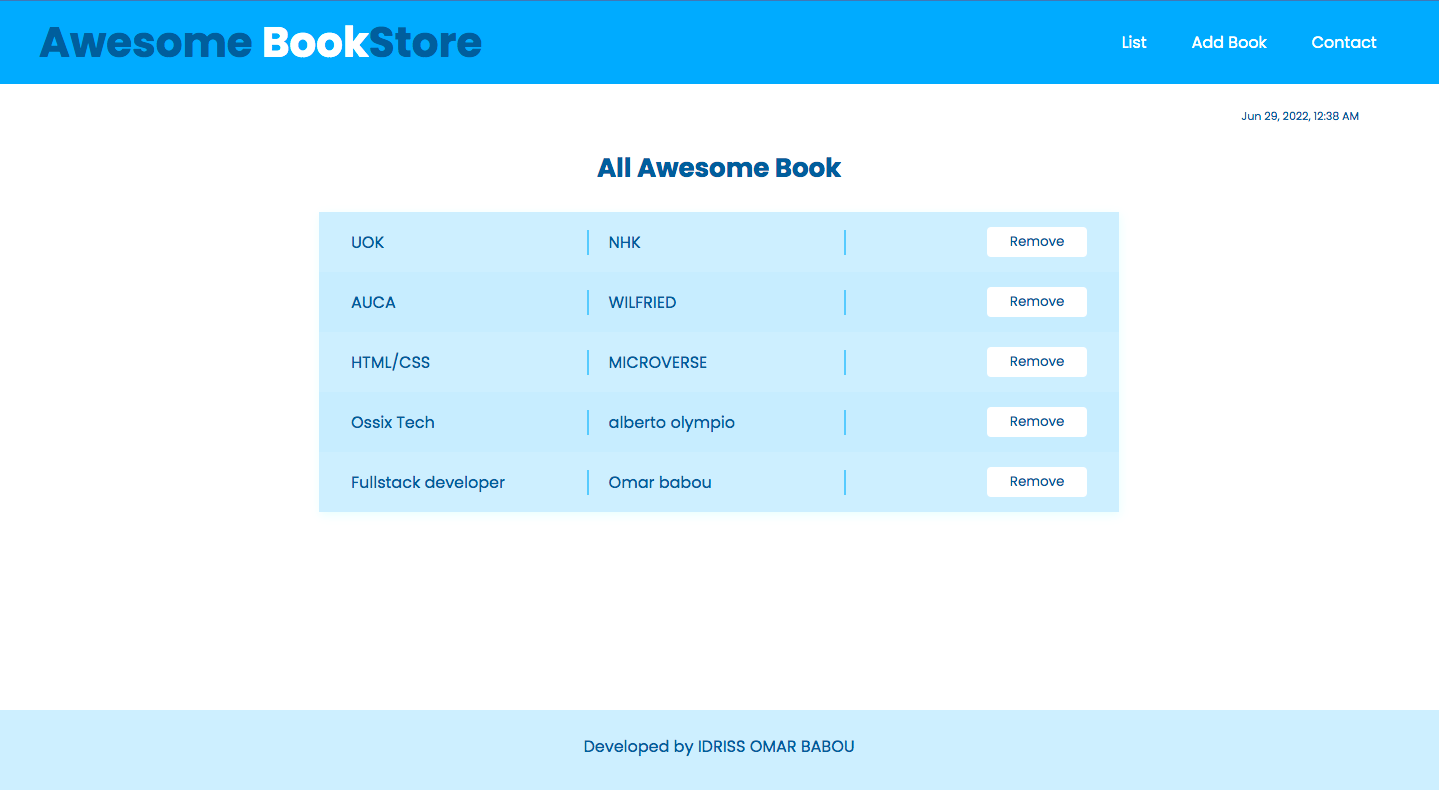 Awesome BookStore List Add Book Contact
Jun 29, 2022, 12:38 AM
All Awesome Book
UOK NHK Remove
AUCA WILFRIED Remove
HTML/CSS MICROVERSE Remove
Ossix Tech alberto olympio Remove
Fullstack developer Omar babou Remove
Developed by IDRISS OMAR BABOU